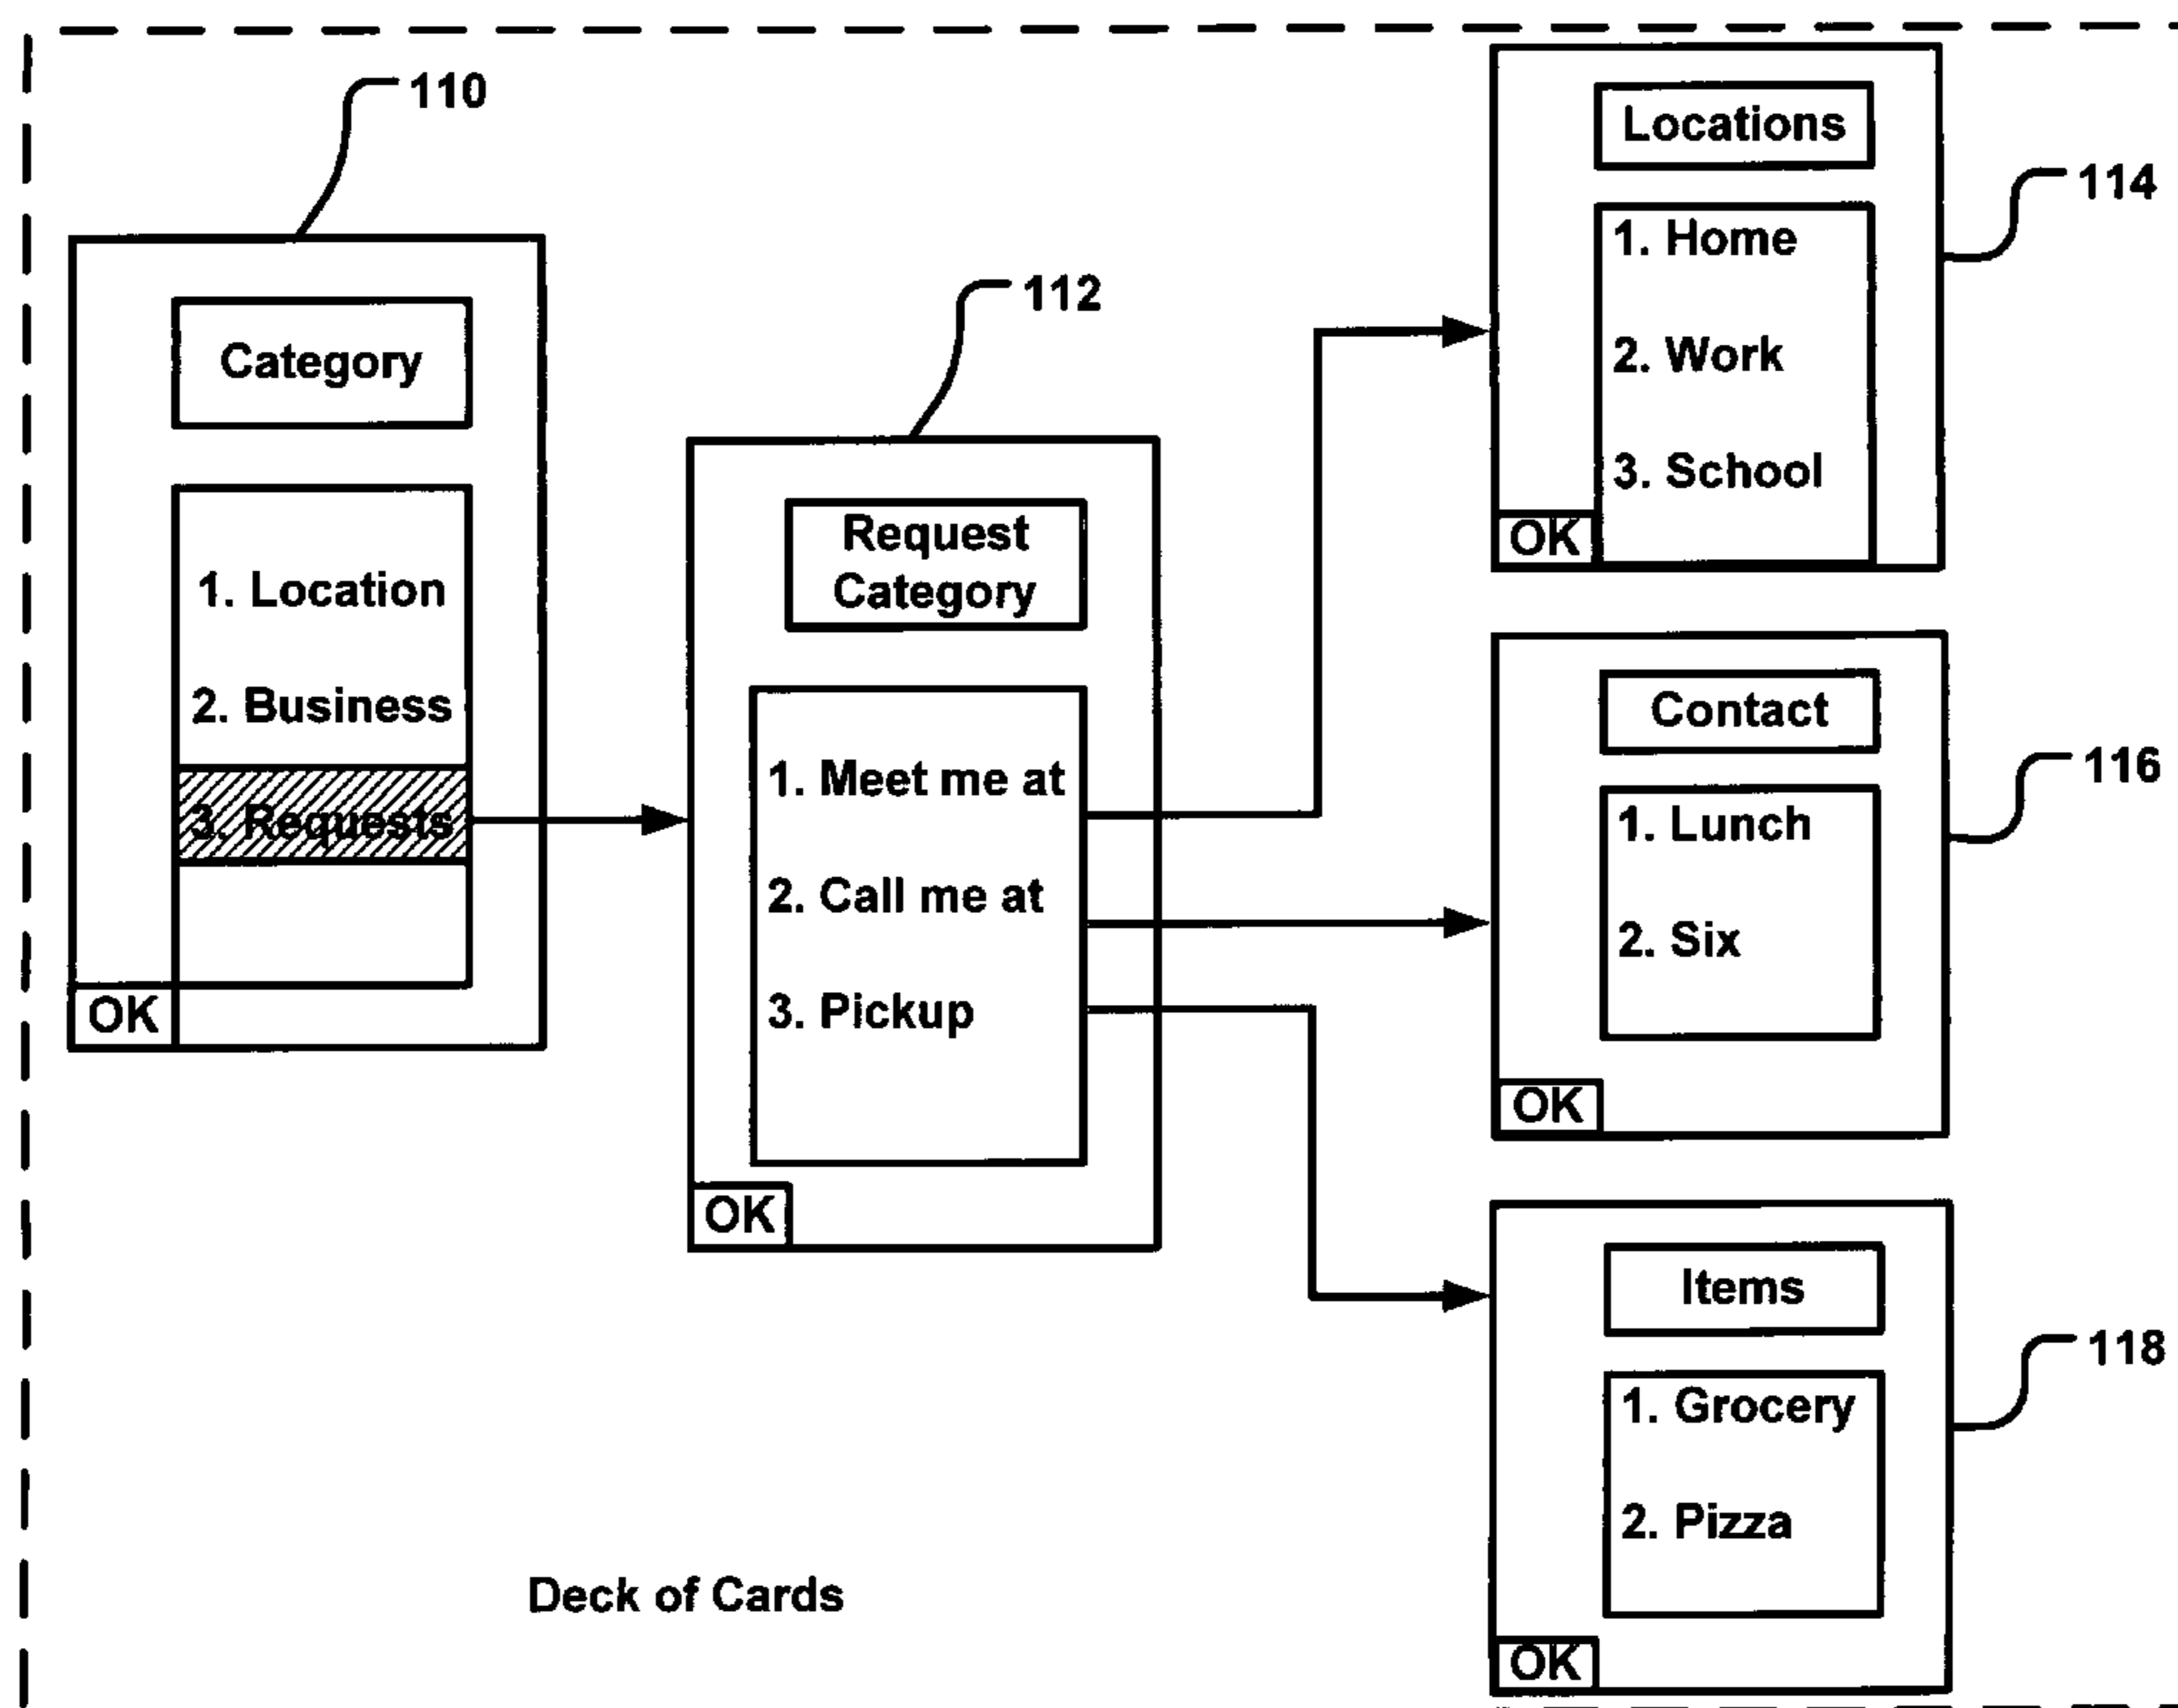 110
Category
1. Location
2. Business
3. Requests
OK
112
Request
Category
1. Meet me at
2. Call me at
3. Pickup
OK
Locations
114
1. Home
2. Work
3. School
OK
Contact
116
1. Lunch
2. Six
OK
Items
118
1. Grocery
2. Pizza
OK
Deck of Cards